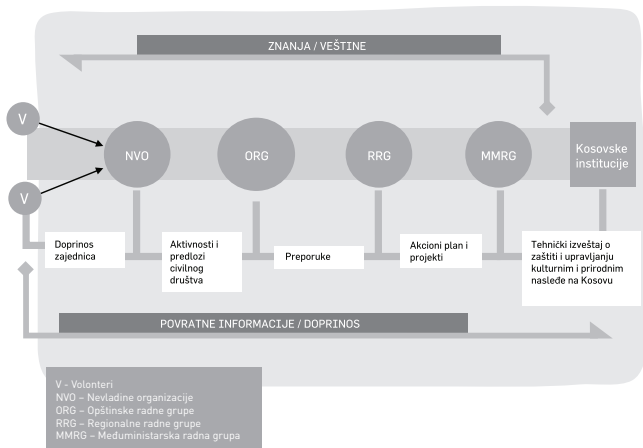 ZNANJA / VEŠTINE
V
NVO
ORG
RRG
MMRG
Kosovske
institucije
V
Doprinos
zajednica
Aktivnosti i
predlozi
civilnog
društva
Preporuke
Akcioni plan i
projekti
Tehnički izveštaj o
zaštiti i upravljanju
kulturnim i prirodnim
nasleđe na Kosovu
POVRATNE INFORMACIJE / DOPRINOS
V - Volonteri
NVO – Nevladine organizacije
ORG – Opštinske radne grupe
RRG – Regionalne radne grupe
MMRG – Međuministarska radna grupa